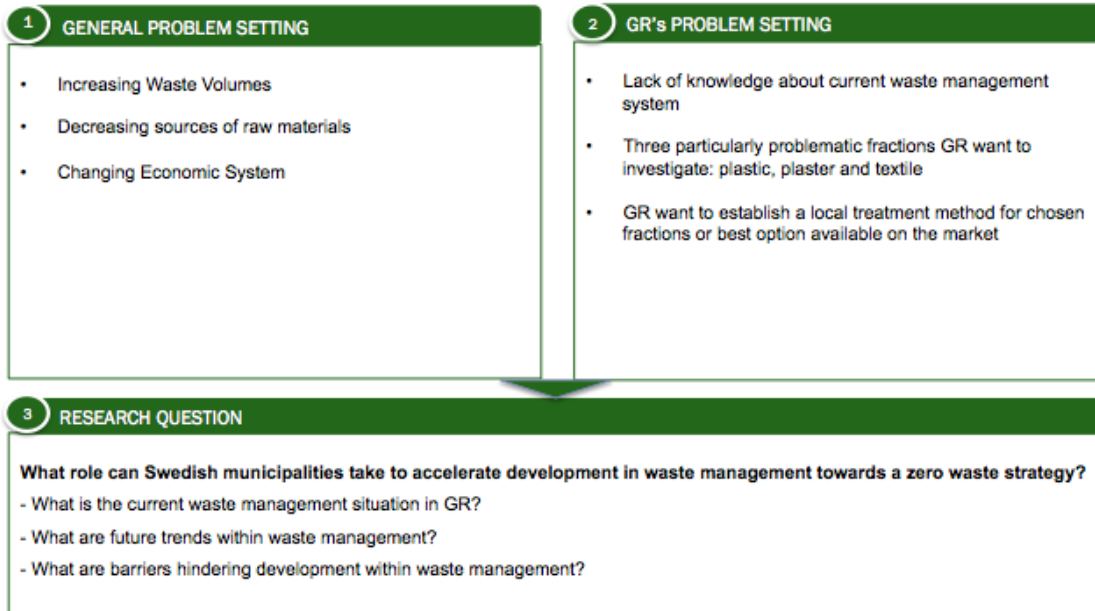 1 GENERAL PROBLEM SETTING
• Increasing Waste Volumes
• Decreasing sources of raw materials
• Changing Economic System
2 GR's PROBLEM SETTING
• Lack of knowledge about current waste management
system
• Three particularly problematic fractions GR want to
investigate: plastic, plaster and textile
• GR want to establish a local treatment method for chosen
fractions or best option available on the market
3 RESEARCH QUESTION
What role can Swedish municipalities take to accelerate development in waste management towards a zero waste strategy?
- What is the current waste management situation in GR?
- What are future trends within waste management?
- What are barriers hindering development within waste management?